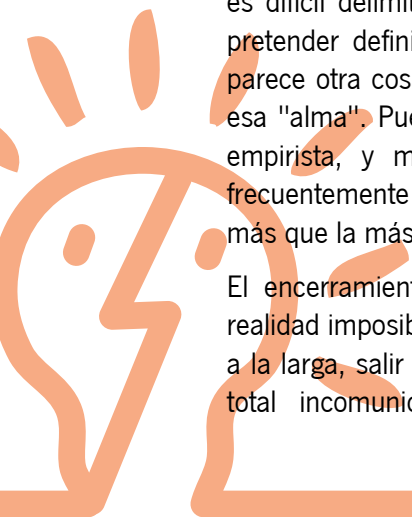 es difícil delimit
pretender defini
parece otra cos
esa "alma". Pue
empirista, y m
frecuentemente
más que la más
El encerramient
realidad imposib
a la larga, salir
total incomunic